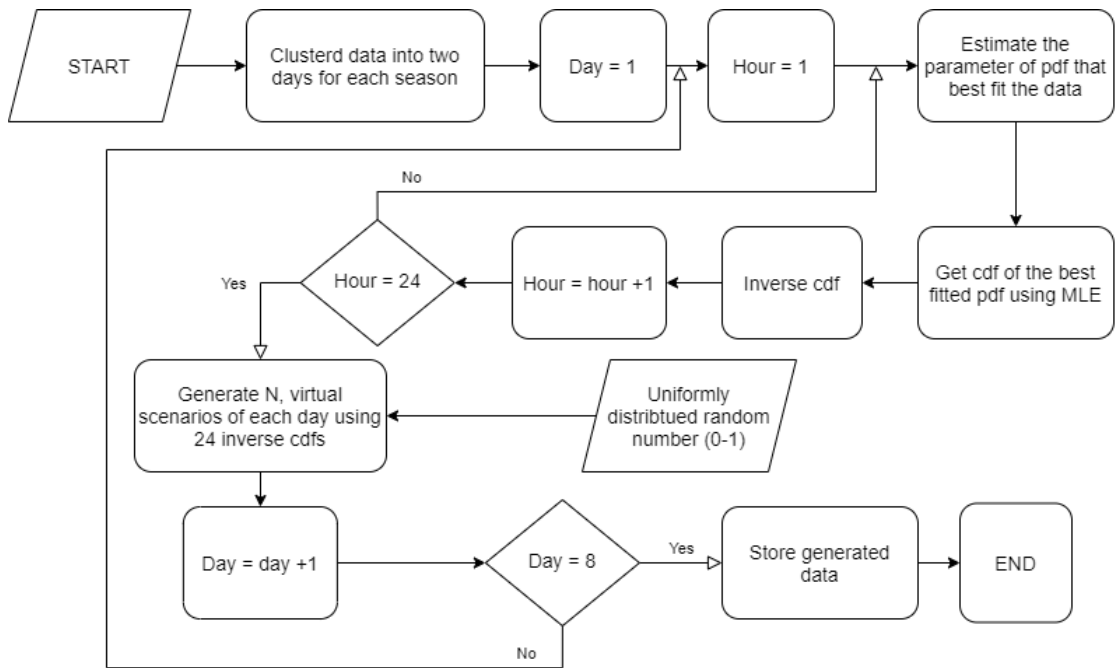 START
Clusterd data into two
days for each season
Day = 1
Hour = 1
Estimate the
parameter of pdf that
best fit the data
No
Hour = 24
Hour = hour +1
Inverse cdf
Get cdf of the best
fitted pdf using MLE
Yes
Generate N, virtual
scenarios of each day using
24 inverse cdfs
Uniformly
distribtued random
number (0-1)
Day = day +1
Day = 8
Yes
Store generated
data
END
No